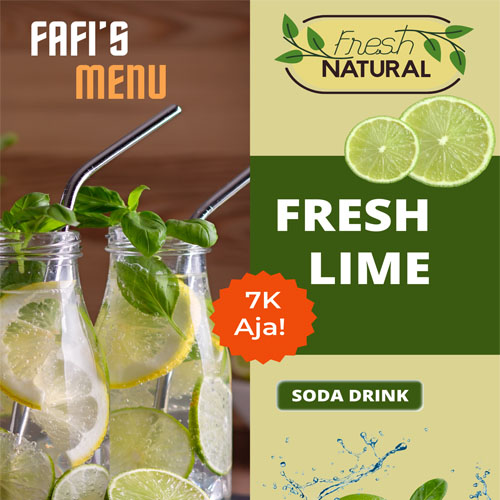 FAFI'S
MENU
Fresh
NATURAL
FRESH
LIME
7K
Aja!
SODA DRINK